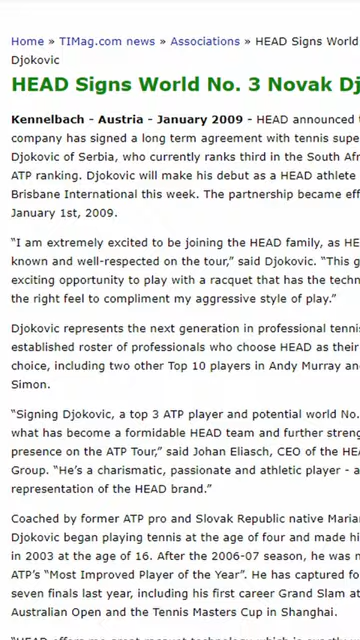 Home » TIMag.com news » Associations » HEAD Signs World
Djokovic
HEAD Signs World No. 3 Novak Dj
Kennelbach - Austria - January 2009 - HEAD announced t
company has signed a long term agreement with tennis supe
Djokovic of Serbia, who currently ranks third in the South Afr
ATP ranking. Djokovic will make his debut as a HEAD athlete
Brisbane International this week. The partnership became eff
January 1st, 2009.
“I am extremely excited to be joining the HEAD family, as HE
known and well-respected on the tour,” said Djokovic. “This g
exciting opportunity to play with a racquet that has the techn
the right feel to compliment my aggressive style of play.”
Djokovic represents the next generation in professional tennis
established roster of professionals who choose HEAD as their
choice, including two other Top 10 players in Andy Murray and
Simon.
“Signing Djokovic, a top 3 ATP player and potential world No.
what has become a formidable HEAD team and further streng
presence on the ATP Tour,” said Johan Eliasch, CEO of the HEA
Group. “He’s a charismatic, passionate and athletic player - a
representation of the HEAD brand.”
Coached by former ATP pro and Slovak Republic native Marian
Djokovic began playing tennis at the age of four and made hi
in 2003 at the age of 16. After the 2006-07 season, he was n
ATP’s “Most Improved Player of the Year”. He has captured fo
seven finals last year, including his first career Grand Slam at
Australian Open and the Tennis Masters Cup in Shanghai.